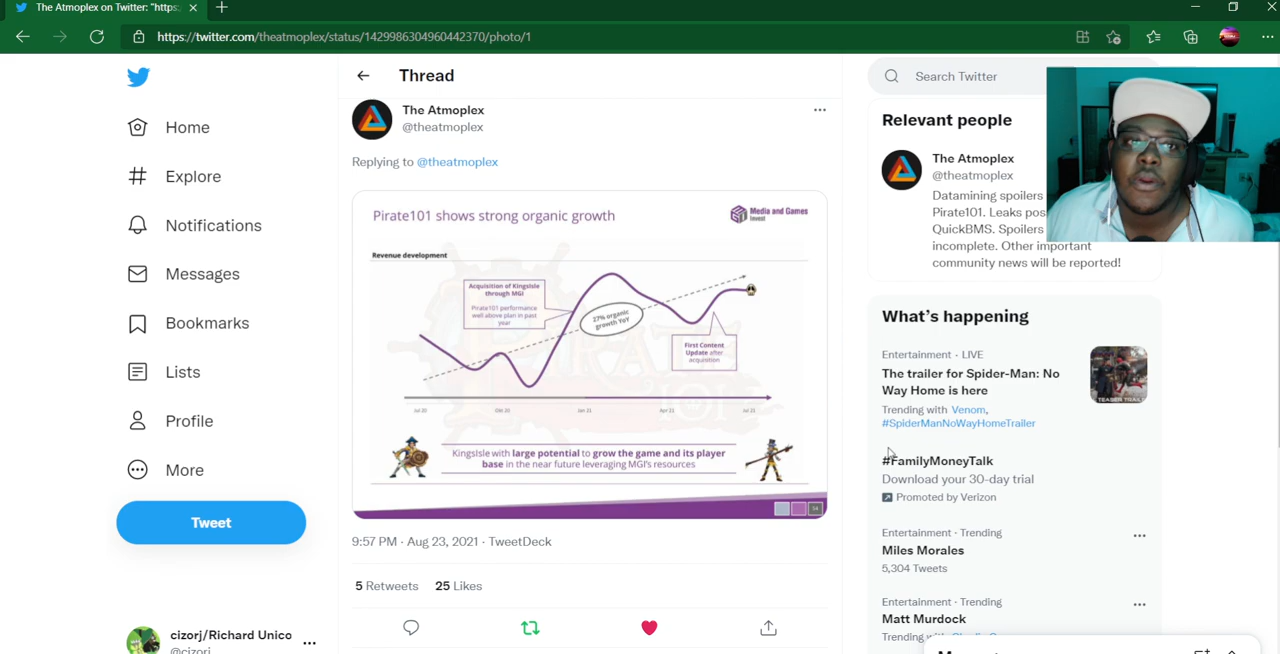 The Atmoplex on Twitter: "https:
https://twitter.com/theatmoplex/status/1429986304960442370/photo/1
Home
Explore
Notifications
Messages
Bookmarks
Lists
Profile
More
Tweet
cizorj/Richard Unico
@cizorj
Thread
The Atmoplex
@theatmoplex
Replying to @theatmoplex
Pirate101 shows strong organic growth
Media and Games
Invest
Revenue development
Acquisition of KingsIsle
through MGI
Pirate101 performance
well above plan in past
year
27% organic
growth YoY
First Content
Update after
acquisition
Jul 20
Okt 20
Jan 21
Apr 21
Jul 21
KingsIsle with large potential to grow the game and its player
base in the near future leveraging MGI's resources
54
9:57 PM · Aug 23, 2021 · TweetDeck
5 Retweets 25 Likes
Search Twitter
Relevant people
The Atmoplex
@theatmoplex
Datamining spoilers
Pirate101. Leaks pos
QuickBMS. Spoilers
incomplete. Other important
community news will be reported!
What's happening
Entertainment · LIVE
The trailer for Spider-Man: No
Way Home is here
Trending with Venom,
#SpiderManNoWayHomeTrailer
TEASER TRAIL
#FamilyMoneyTalk
Download your 30-day trial
Promoted by Verizon
Entertainment · Trending
Miles Morales
5,304 Tweets
Entertainment · Trending
Matt Murdock
Trending